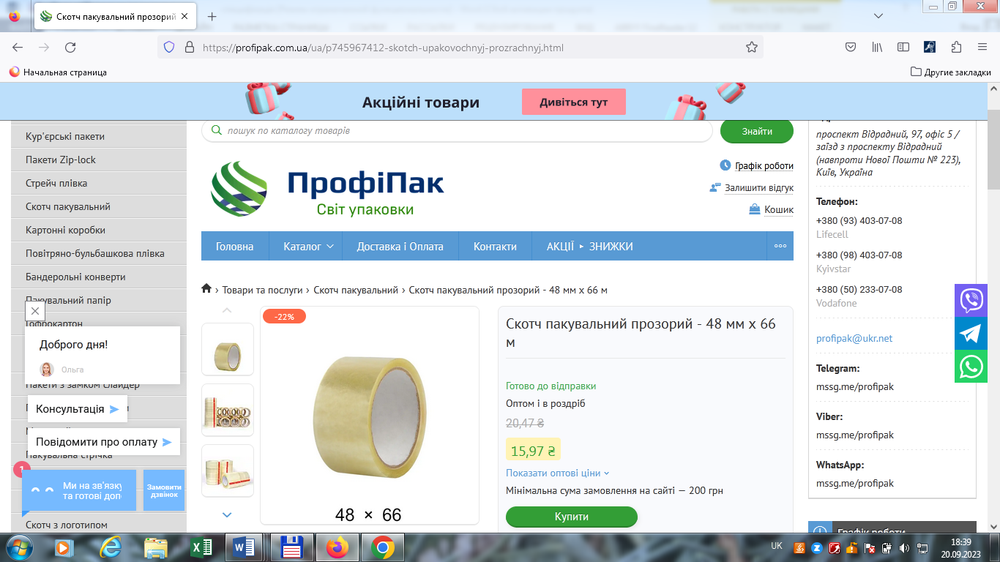 Скотч пакувальний прозорий
https://profipak.com.ua/ua/p745967412-skotch-upakovochnyj-prozrachnyj.html
Начальная страница
Другие закладки
Акційні товари
Дивіться тут
Кур'єрські пакети
Пакети Zip-lock
Стрейч плівка
Скотч пакувальний
Картонні коробки
Повітряно-бульбашкова плівка
Бандерольні конверти
Пакувальний папір
Гофрокартон
Доброго дня!
Ольга
Пакети з замком Слайдер
Консультація
Повідомити про оплату
Пакувальна стрічка
1
Ми на зв'язку
та готові допо
Замовити
дзвінок
Скотч з логотипом
пошук по каталогу товарів
Знайти
ПрофіПак
Світ упаковки
Графік роботи
Залишити відгук
Кошик
Головна
Каталог
Доставка і Оплата
Контакти
АКЦІЇ ‣ ЗНИЖКИ
› Товари та послуги › Скотч пакувальний › Скотч пакувальний прозорий - 48 мм х 66 м
-22%
48 × 66
Скотч пакувальний прозорий - 48 мм х 66
м
Готово до відправки
Оптом і в роздріб
20,47 ₴
15,97 ₴
Показати оптові ціни
Мінімальна сума замовлення на сайті — 200 грн
Купити
проспект Відрадний, 97, офіс 5 /
заїзд з проспекту Відрадний
(навпроти Нової Пошти № 223),
Київ, Україна
Телефон:
+380 (93) 403-07-08
Lifecell
+380 (98) 403-07-08
Kyivstar
+380 (50) 233-07-08
Vodafone
profipak@ukr.net
Telegram:
mssg.me/profipak
Viber:
mssg.me/profipak
WhatsApp:
mssg.me/profipak
Графік роботи
UK
18:39
20.09.2023